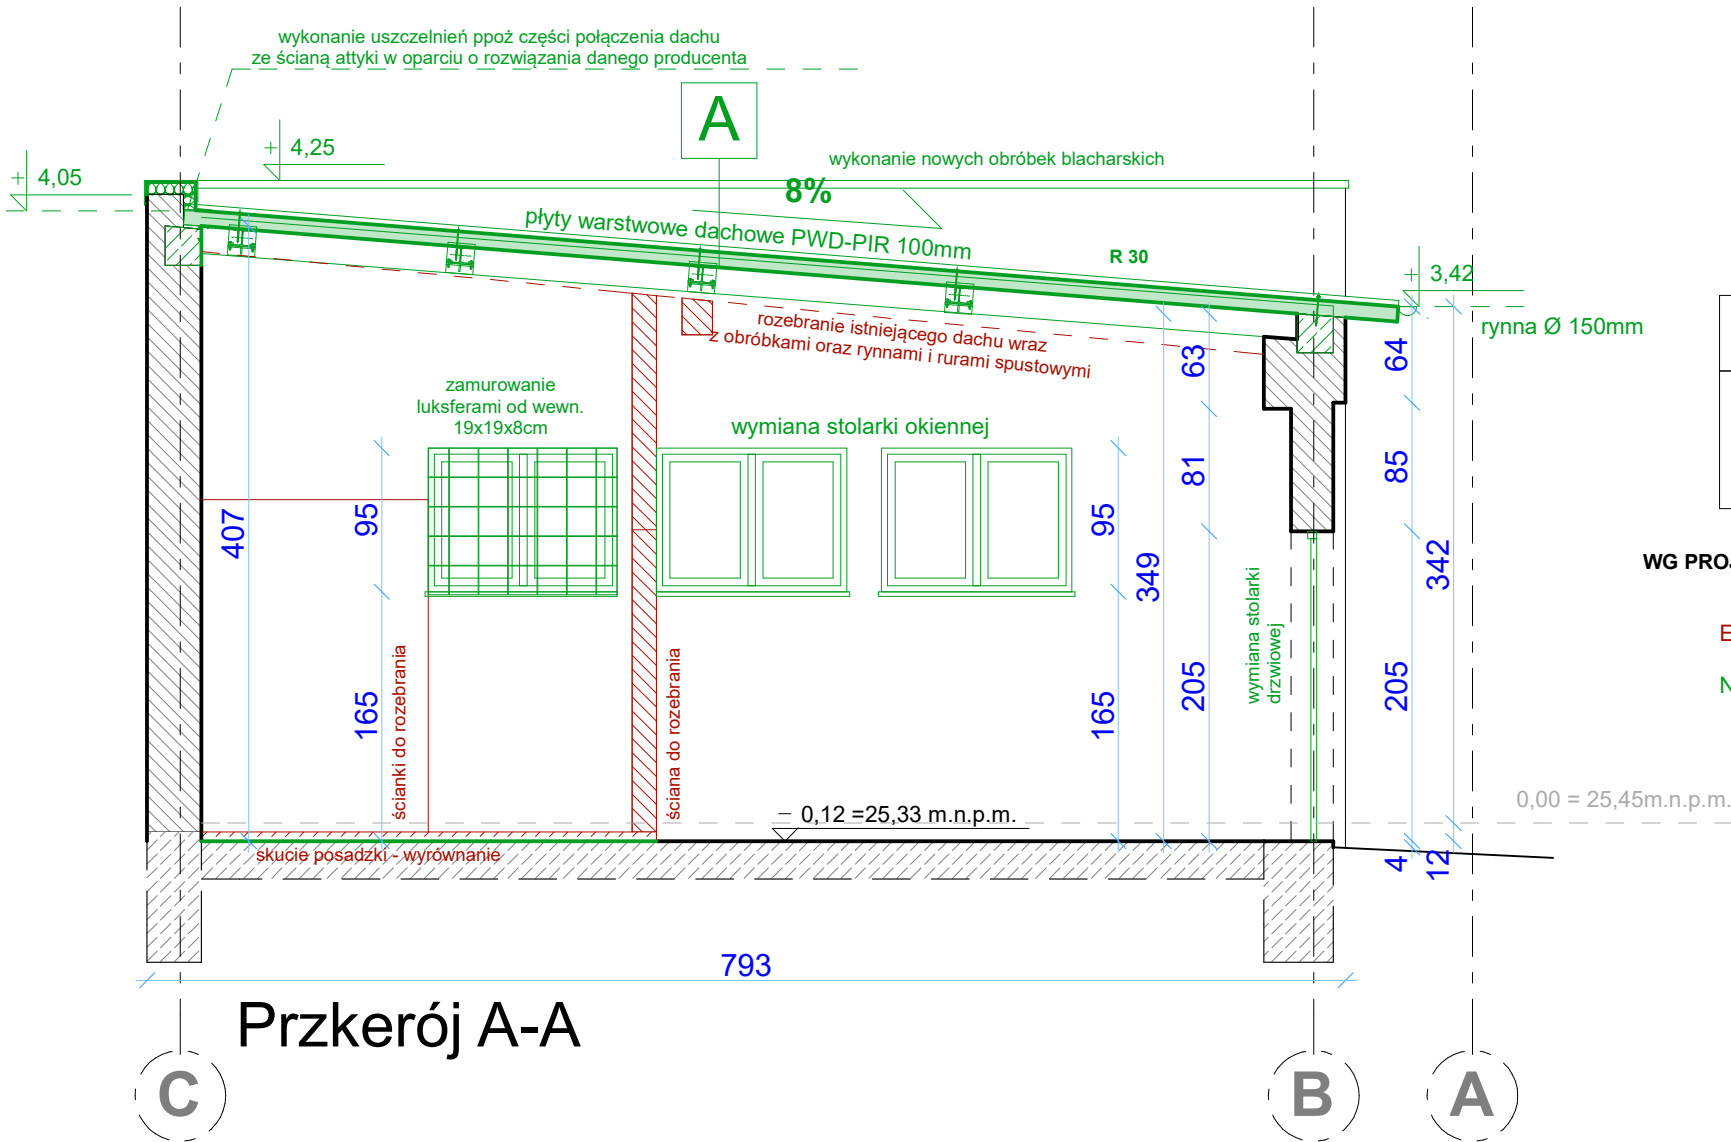 wykonanie uszczelnień ppoż części połączenia dachu
ze ścianą attyki w oparciu o rozwiązania danego producenta
A
+ 4,25
+ 4,05
wykonanie nowych obróbek blacharskich
8%
płyty warstwowe dachowe PWD-PIR 100mm
R 30
+ 3,42
rynna Ø 150mm
rozebranie istniejącego dachu wraz
z obróbkami oraz rynnami i rurami spustowymi
zamurowanie
luksferami od wewn.
19x19x8cm
wymiana stolarki okiennej
407
95
165
ścianki do rozebrania
ściana do rozebrania
95
165
349
63
81
205
wymiana stolarki
drzwiowej
64
85
205
4
342
12
WG PROJ
E
N
0,00 = 25,45m.n.p.m.
− 0,12 =25,33 m.n.p.m.
skucie posadzki - wyrównanie
793
Przkerój A-A
C
B
A